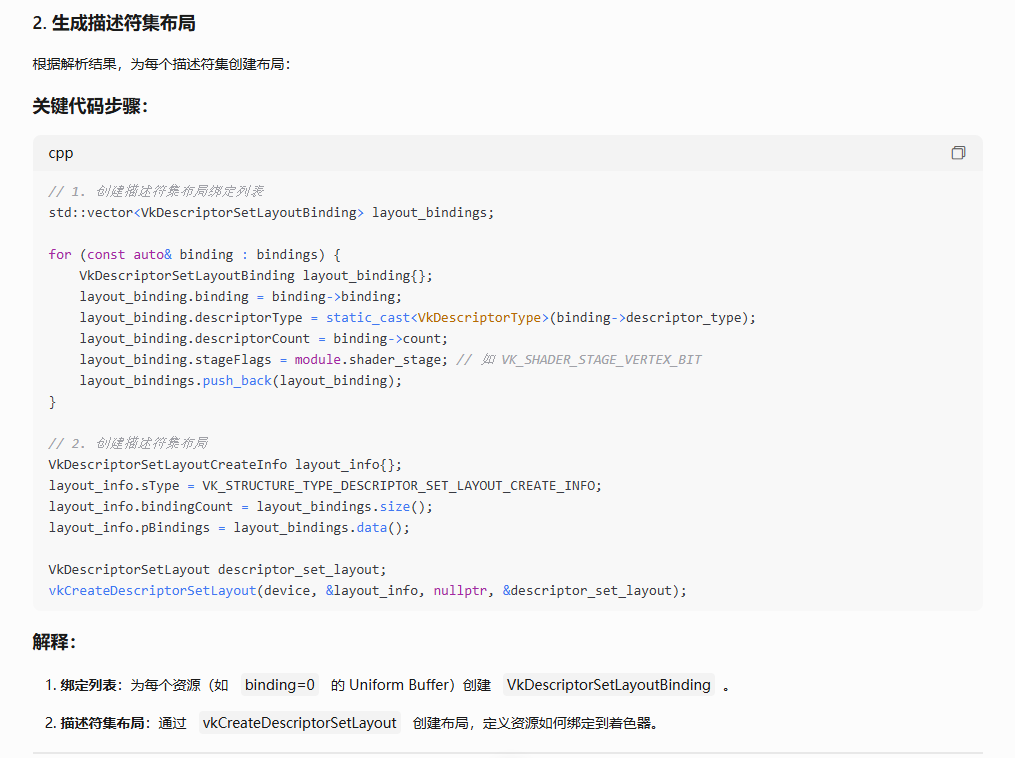 2. 生成描述符集布局
根据解析结果，为每个描述符集创建布局：
关键代码步骤：
cpp
// 1. 创建描述符集布局绑定列表
std::vector<VkDescriptorSetLayoutBinding> layout_bindings;
for (const auto& binding : bindings) {
    VkDescriptorSetLayoutBinding layout_binding{};
    layout_binding.binding = binding->binding;
    layout_binding.descriptorType = static_cast<VkDescriptorType>(binding->descriptor_type);
    layout_binding.descriptorCount = binding->count;
    layout_binding.stageFlags = module.shader_stage; // 如 VK_SHADER_STAGE_VERTEX_BIT
    layout_bindings.push_back(layout_binding);
}
// 2. 创建描述符集布局
VkDescriptorSetLayoutCreateInfo layout_info{};
layout_info.sType = VK_STRUCTURE_TYPE_DESCRIPTOR_SET_LAYOUT_CREATE_INFO;
layout_info.bindingCount = layout_bindings.size();
layout_info.pBindings = layout_bindings.data();
VkDescriptorSetLayout descriptor_set_layout;
vkCreateDescriptorSetLayout(device, &layout_info, nullptr, &descriptor_set_layout);
解释：
1. 绑定列表：为每个资源（如 binding=0 的 Uniform Buffer）创建 VkDescriptorSetLayoutBinding 。
2. 描述符集布局：通过 vkCreateDescriptorSetLayout 创建布局，定义资源如何绑定到着色器。